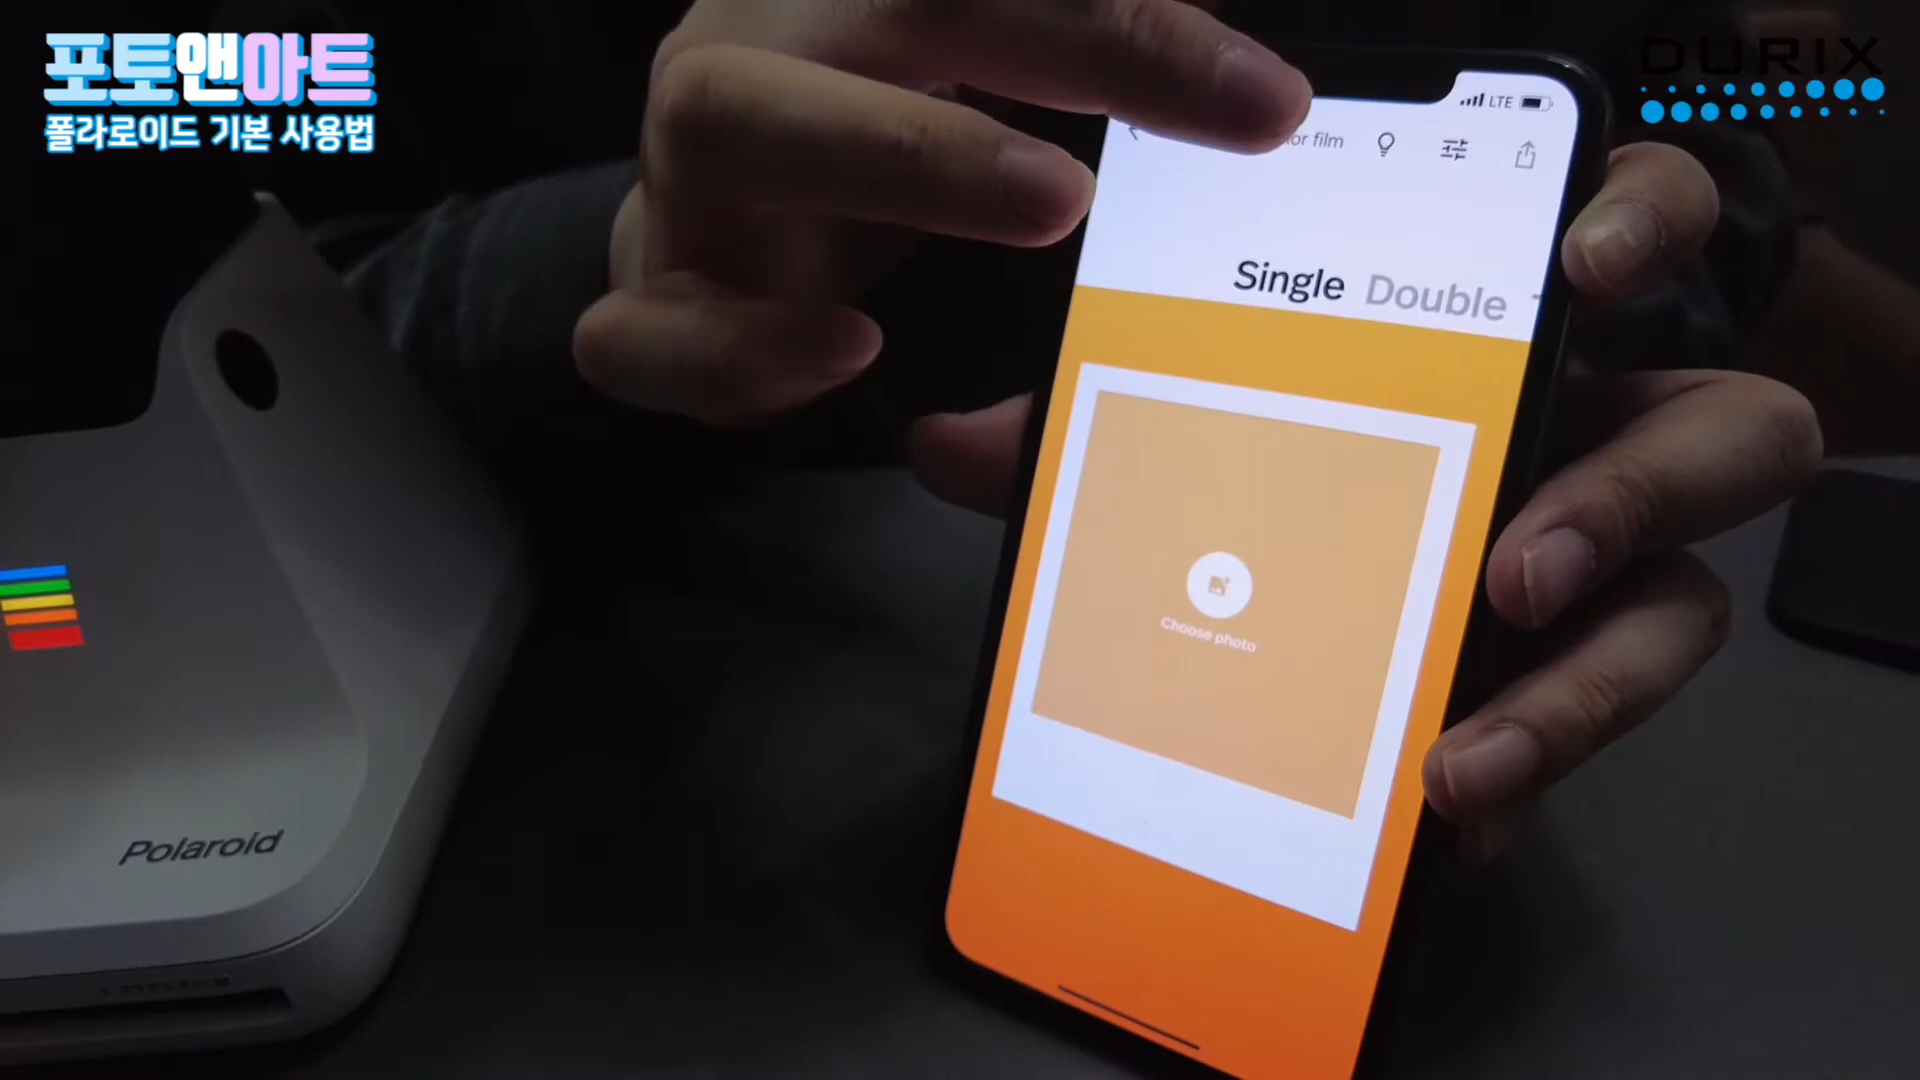 포토앤아트
폴라로이드 기본 사용법
DURIX
LTE
or film
Single Double
Choose photo
Polaroid